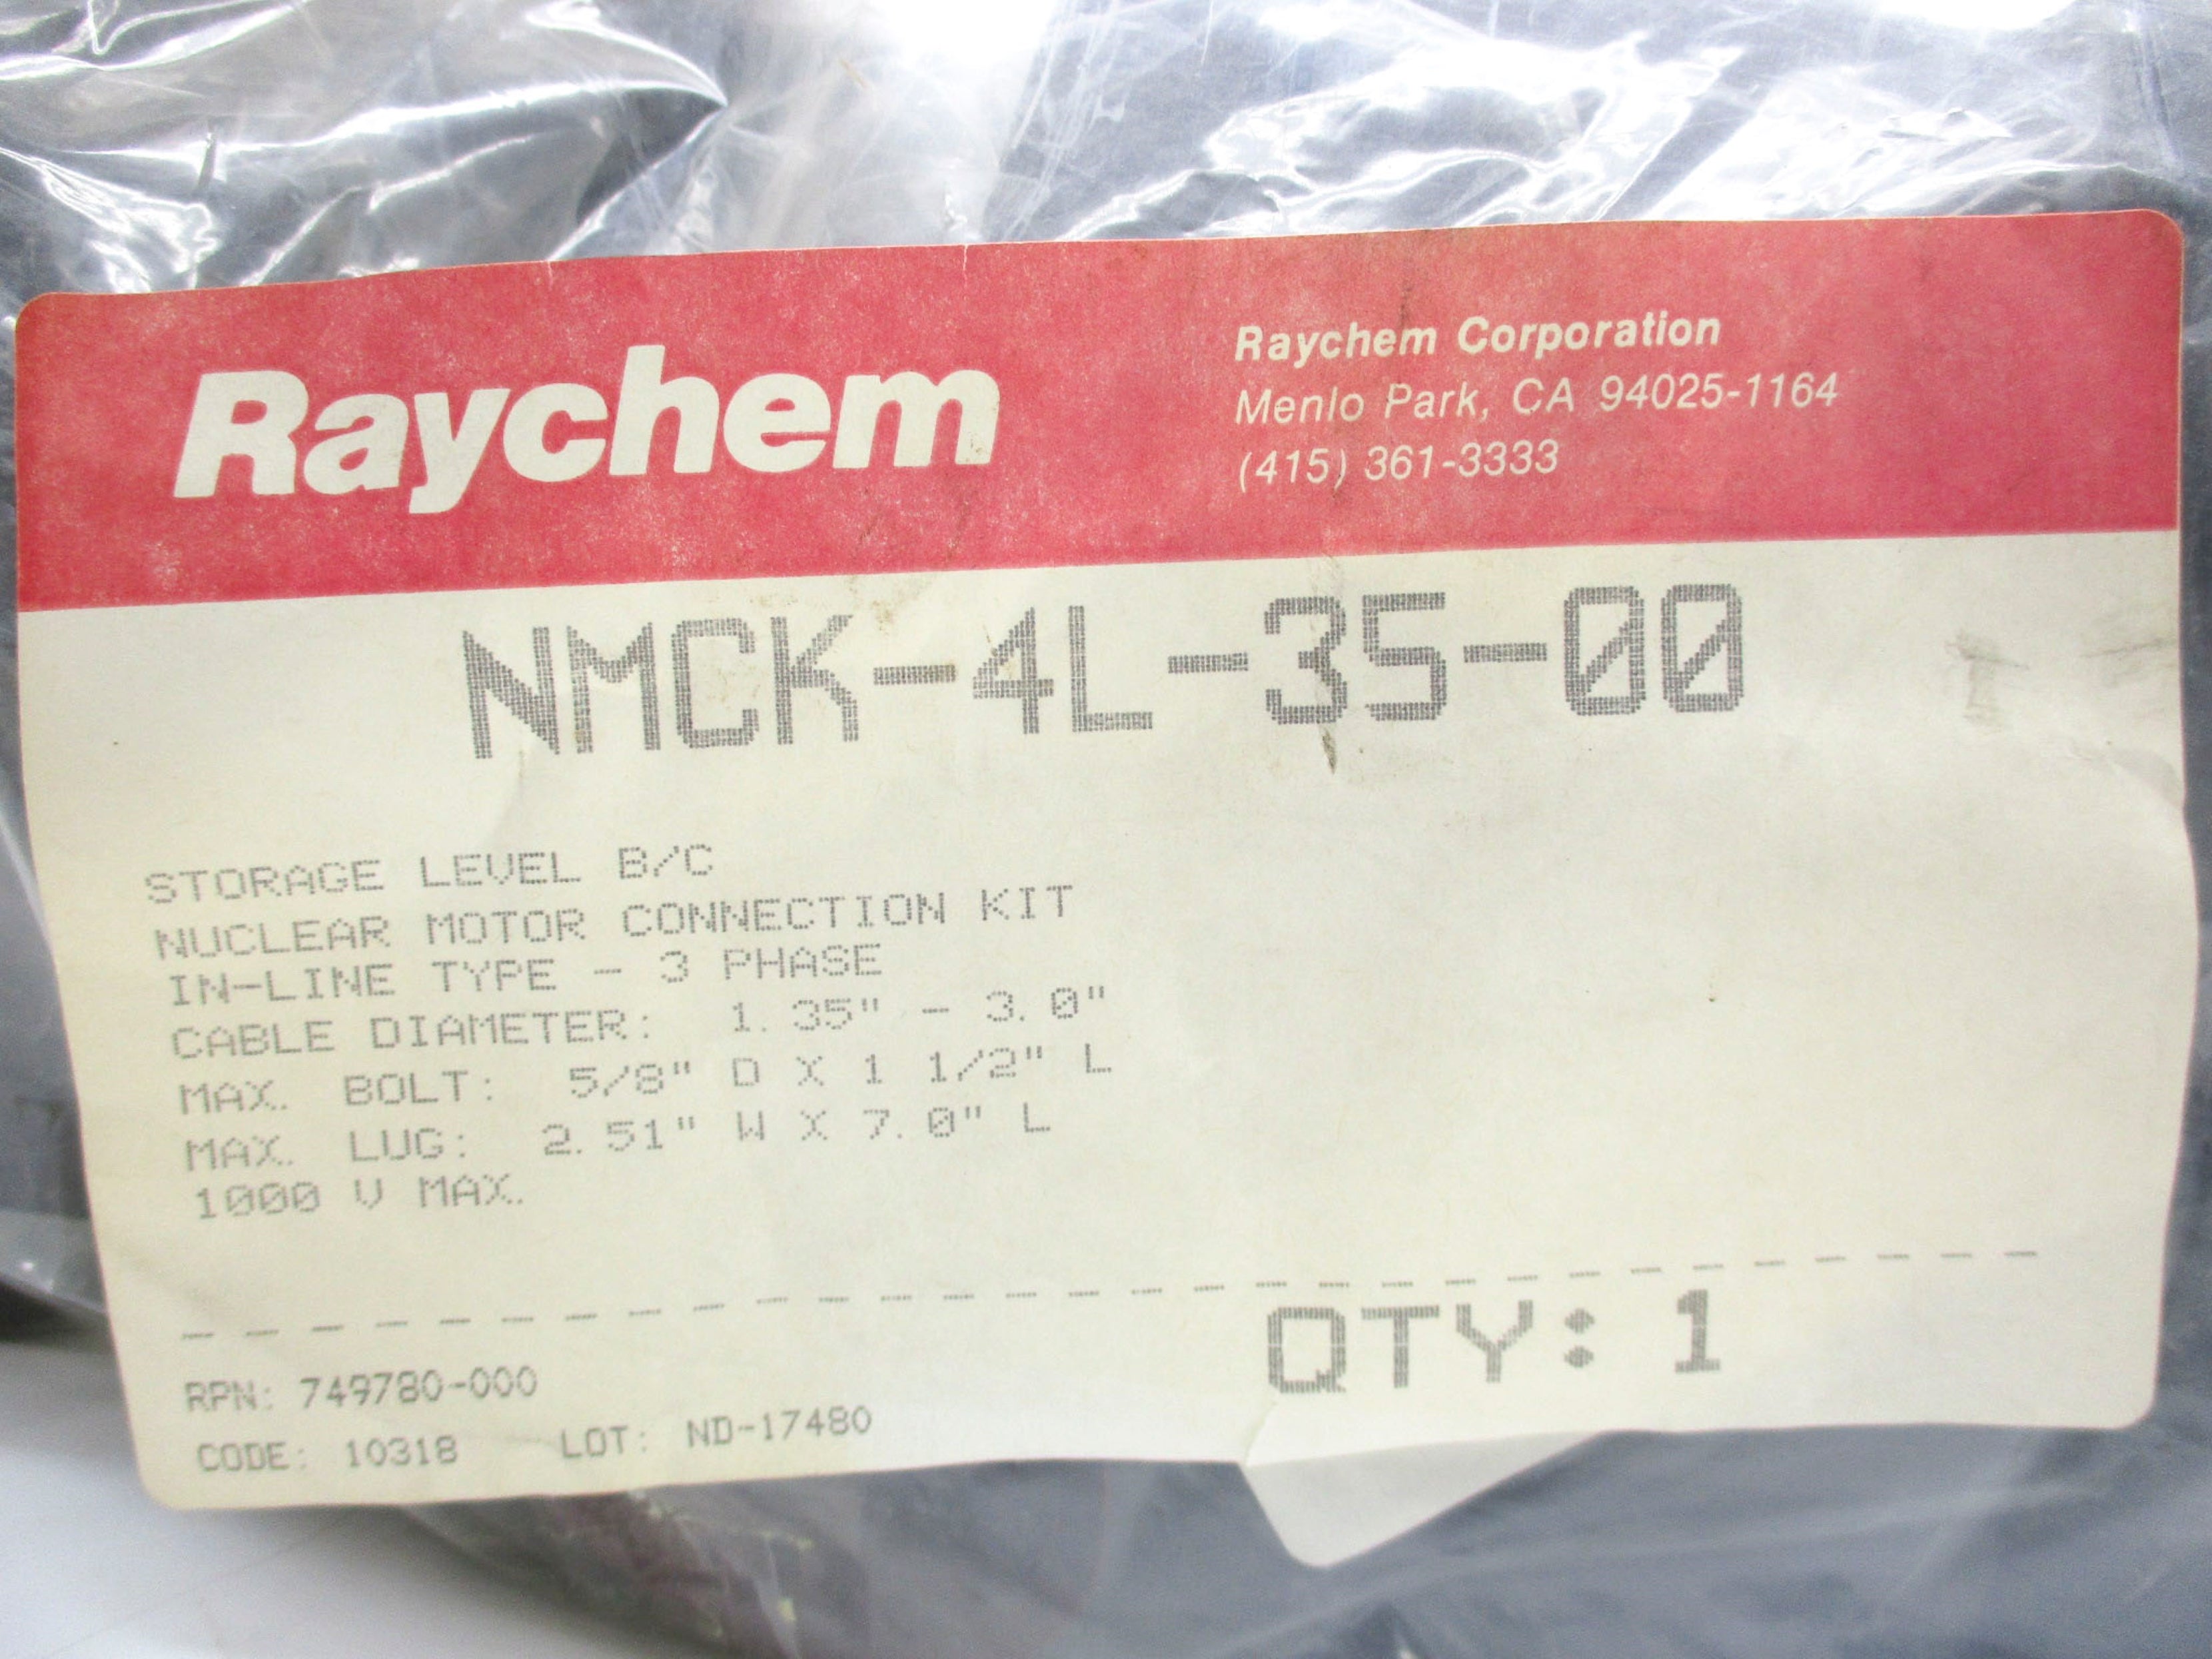 Raychem
Raychem Corporation
Menlo Park, CA 94025-1164
(415) 361-3333
NMCK-4L-35-00
STORAGE LEVEL B/C
NUCLEAR MOTOR CONNECTION KIT
IN-LINE TYPE - 3 PHASE
CABLE DIAMETER: 1.35" - 3.0"
MAX. BOLT: 5/8" D X 1 1/2" L
MAX. LUG: 2.51" W X 7.0" L
1000 V MAX.
QTY: 1
RPN: 749780-000
CODE: 10318 LOT: ND-17480